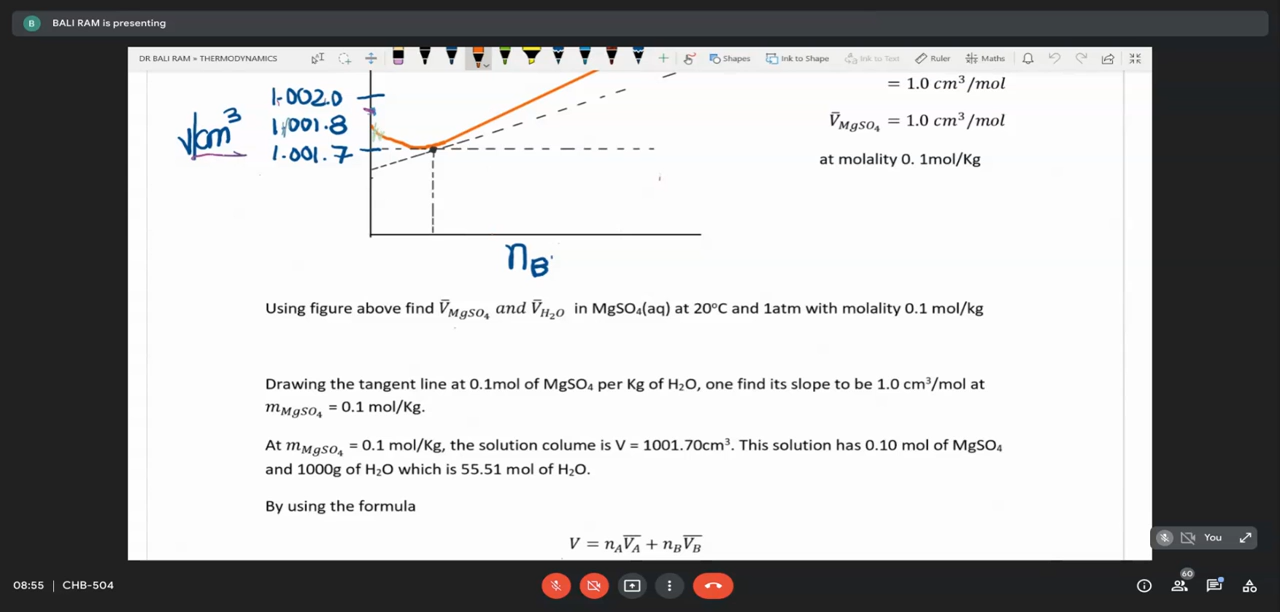 B BALI RAM is presenting
DR BALI RAM » THERMODYNAMICS Shapes Ink to Shape Ink to Text Ruler Maths
= 1.0 cm³/mol
V̄MgSO₄ = 1.0 cm³/mol
at molality 0. 1mol/Kg
V/cm³
1.002.0
1,001.8
1.001.7
nB
Using figure above find V̄MgSO₄ and V̄H₂O in MgSO₄(aq) at 20°C and 1atm with molality 0.1 mol/kg
Drawing the tangent line at 0.1mol of MgSO₄ per Kg of H₂O, one find its slope to be 1.0 cm³/mol at
mMgSO₄ = 0.1 mol/Kg.
At mMgSO₄ = 0.1 mol/Kg, the solution colume is V = 1001.70cm³. This solution has 0.10 mol of MgSO₄
and 1000g of H₂O which is 55.51 mol of H₂O.
By using the formula
V = nAV̄A + nBV̄B
You
08:55 | CHB-504
60